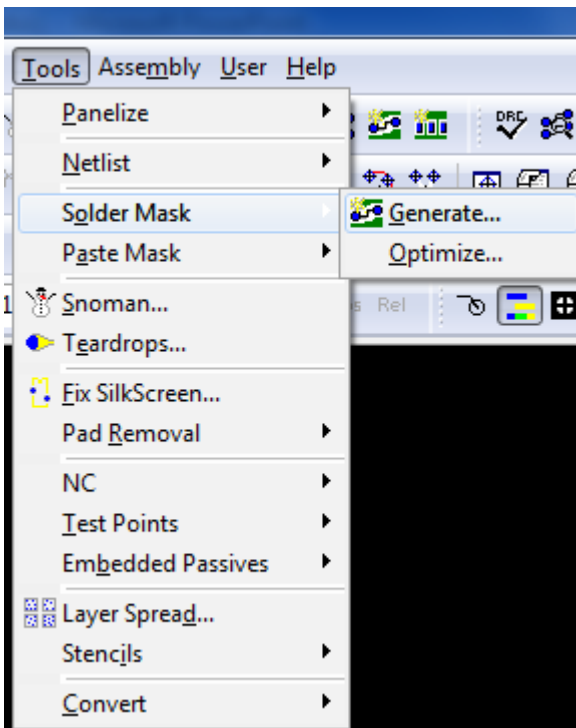 Tools Assembly User Help
Panelize
DRC
Netlist
Solder Mask
Generate...
Paste Mask
Optimize...
Snoman...
Rel
Teardrops...
Fix SilkScreen...
Pad Removal
NC
Test Points
Embedded Passives
Layer Spread...
Stencils
Convert